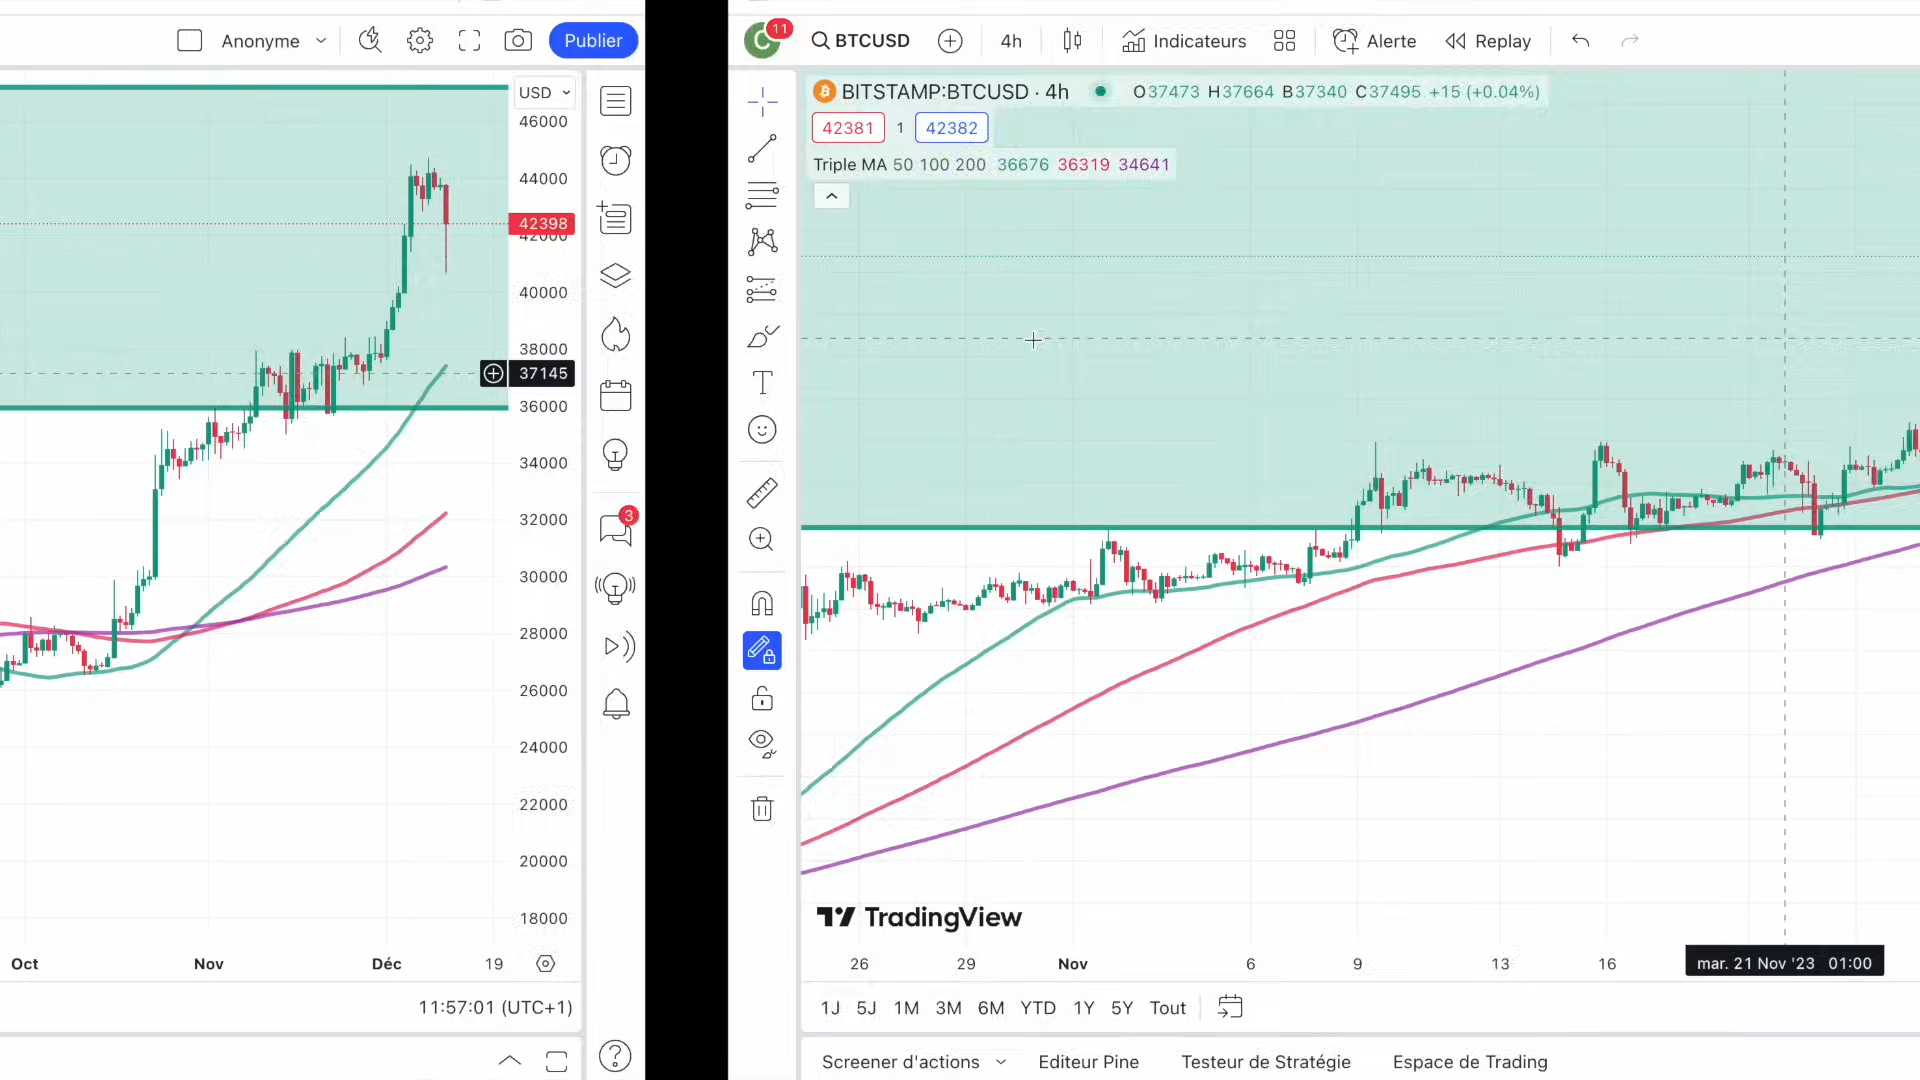 Anonyme
Publier
USD
46000
44000
42398
42000
40000
38000
37145
36000
34000
32000
30000
28000
26000
24000
22000
20000
18000
3
Oct Nov Déc 19
11:57:01 (UTC+1)
C 11 BTCUSD 4h Indicateurs Alerte Replay
BITSTAMP:BTCUSD · 4h O37473 H37664 B37340 C37495 +15 (+0.04%)
42381 1 42382
Triple MA 50 100 200 36676 36319 34641
TradingView
26 29 Nov 6 9 13 16 mar. 21 Nov '23 01:00
1J 5J 1M 3M 6M YTD 1Y 5Y Tout
Screener d'actions Editeur Pine Testeur de Stratégie Espace de Trading